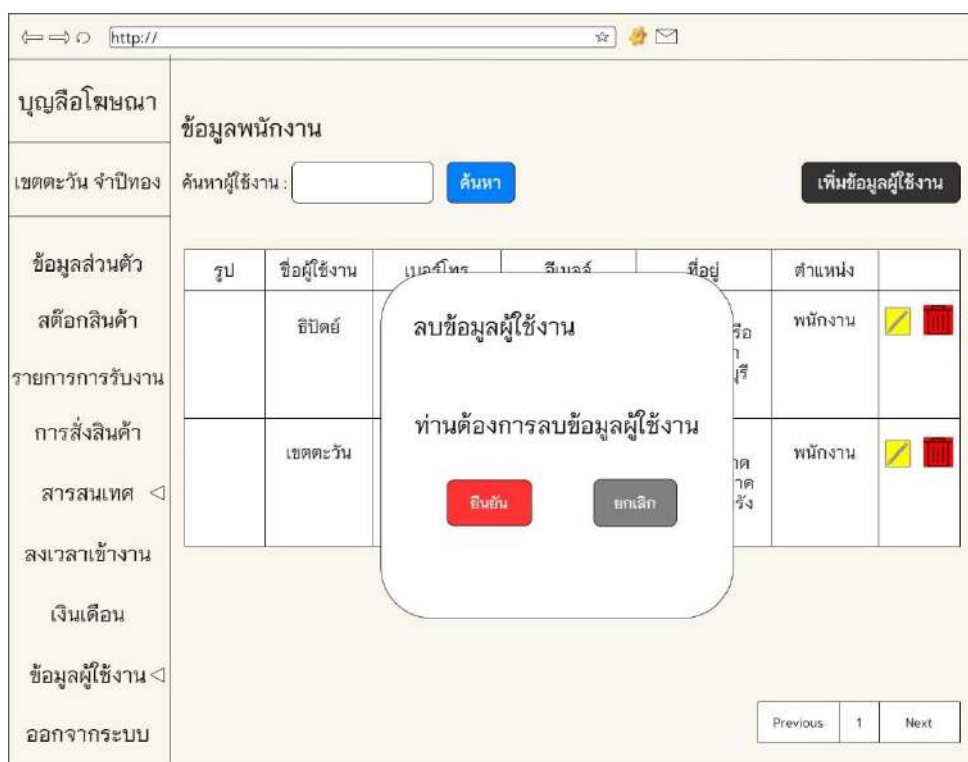 http://
บุญลือโฆษณา
เขตตะวัน จำปีทอง
ข้อมูลส่วนตัว
สต๊อกสินค้า
รายการการรับงาน
การสั่งสินค้า
สารสนเทศ
ลงเวลาเข้างาน
เงินเดือน
ข้อมูลผู้ใช้งาน
ออกจากระบบ
ข้อมูลพนักงาน
ค้นหาผู้ใช้งาน :
ค้นหา
เพิ่มข้อมูลผู้ใช้งาน
รูป ชื่อผู้ใช้งาน เบอร์โทร อีเมลล์ ที่อยู่ ตำแหน่ง
ธิปัตย์ พนักงาน
เขตตะวัน พนักงาน
ลบข้อมูลผู้ใช้งาน
ท่านต้องการลบข้อมูลผู้ใช้งาน
ยืนยัน ยกเลิก
Previous 1 Next